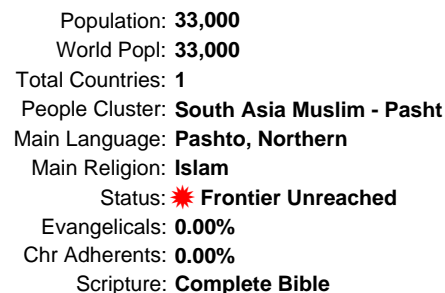 Population: 33,000
World Popl: 33,000
Total Countries: 1
People Cluster: South Asia Muslim - Pasht
Main Language: Pashto, Northern
Main Religion: Islam
Status: Frontier Unreached
Evangelicals: 0.00%
Chr Adherents: 0.00%
Scripture: Complete Bible